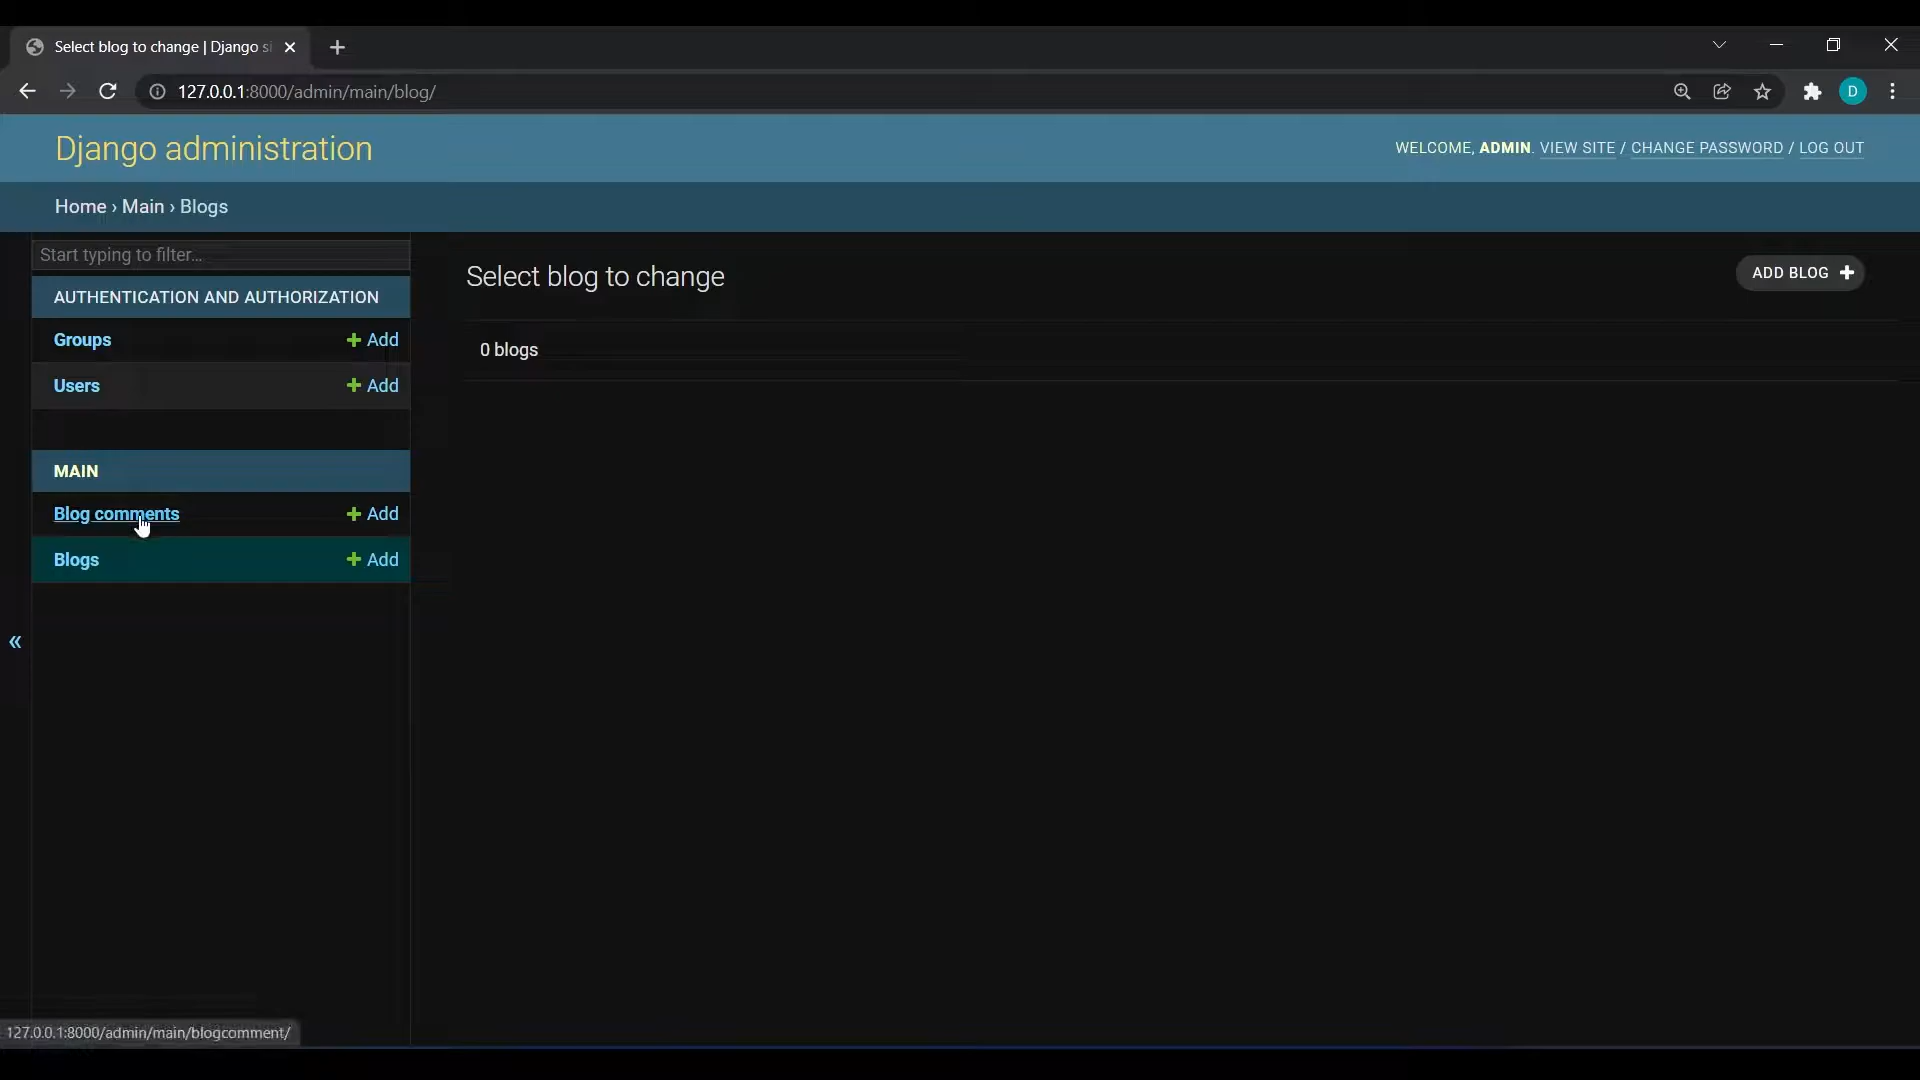 Select blog to change | Django si
127.0.0.1:8000/admin/main/blog/
D
Django administration
WELCOME, ADMIN. VIEW SITE / CHANGE PASSWORD / LOG OUT
Home › Main › Blogs
Start typing to filter...
Select blog to change
ADD BLOG +
AUTHENTICATION AND AUTHORIZATION
Groups + Add
0 blogs
Users + Add
MAIN
Blog comments + Add
Blogs + Add
«
127.0.0.1:8000/admin/main/blogcomment/